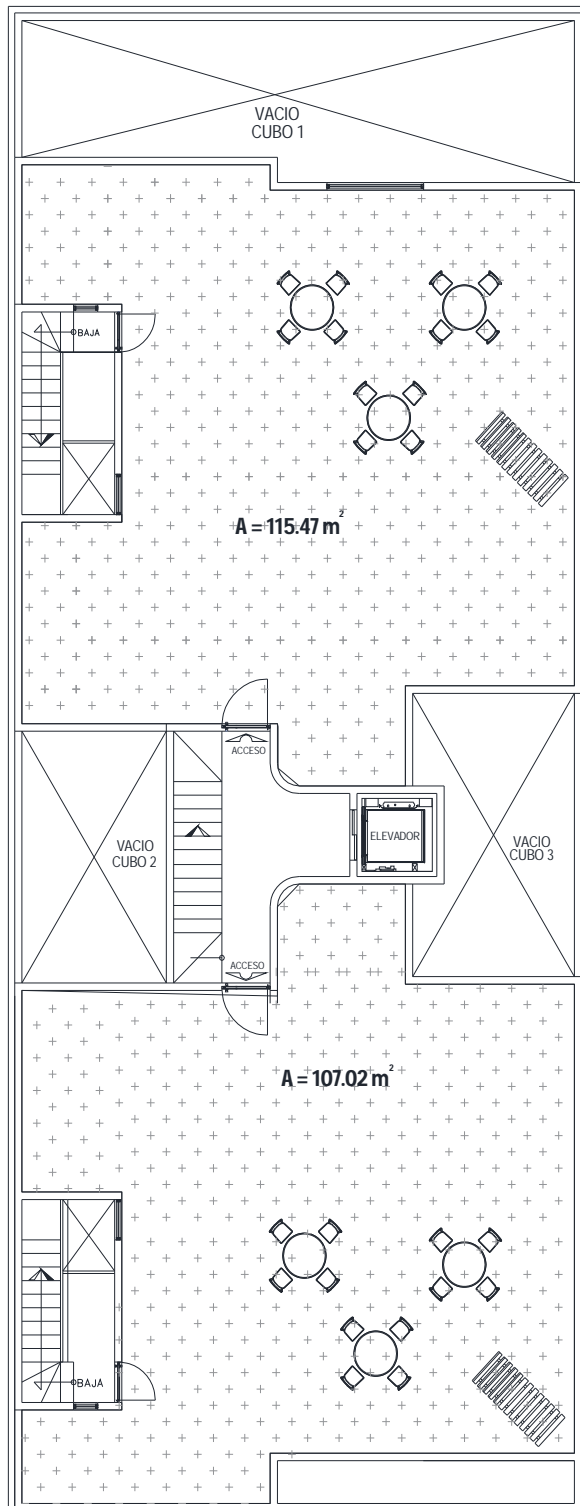 VACIO
CUBO 1
BAJA
A = 115.47 m²
ACCESO
ELEVADOR
VACIO
CUBO 2
VACIO
CUBO 3
ACCESO
A = 107.02 m²
BAJA